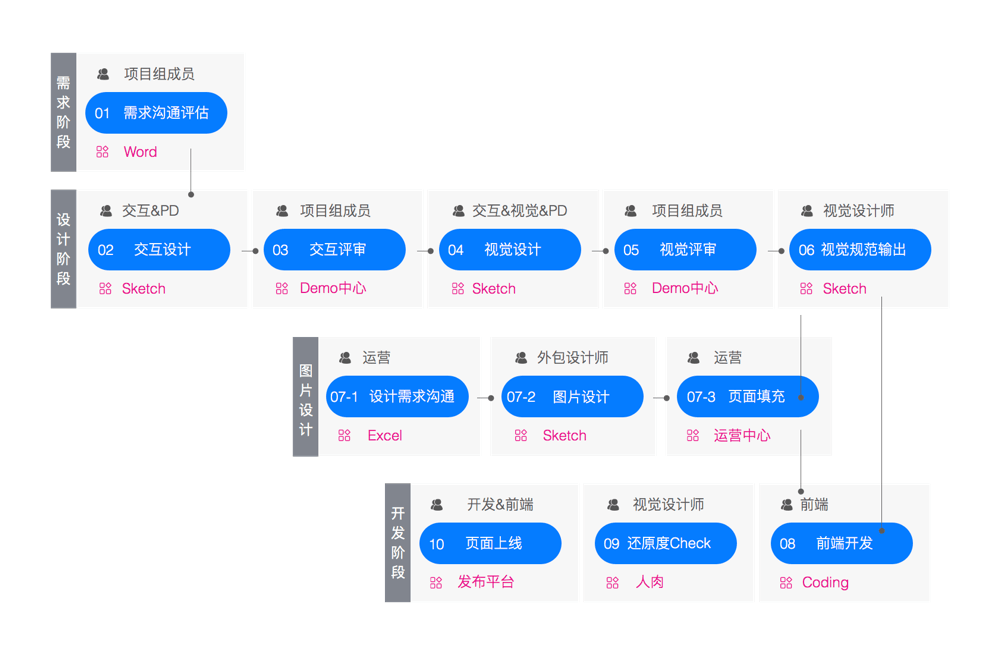 需求阶段
项目组成员
01 需求沟通评估
Word
设计阶段
交互&PD
02 交互设计
Sketch
项目组成员
03 交互评审
Demo中心
交互&视觉&PD
04 视觉设计
Sketch
项目组成员
05 视觉评审
Demo中心
视觉设计师
06 视觉规范输出
Sketch
图片设计
运营
07-1 设计需求沟通
Excel
外包设计师
07-2 图片设计
Sketch
运营
07-3 页面填充
运营中心
开发阶段
开发&前端
10 页面上线
发布平台
视觉设计师
09 还原度Check
人肉
前端
08 前端开发
Coding